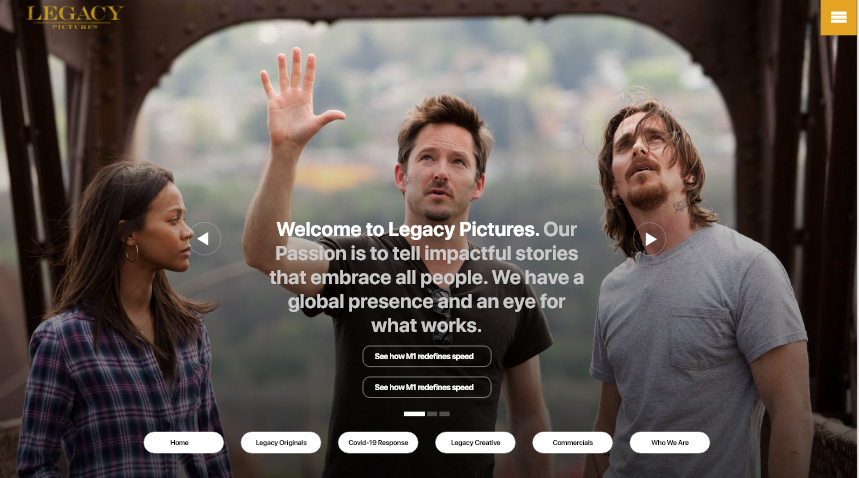 LEGACY
PICTURES
Welcome to Legacy Pictures. Our
Passion is to tell impactful stories
that embrace all people. We have a
global presence and an eye for
what works.
See how M1 redefines speed
See how M1 redefines speed
Home
Legacy Originals
Covid-19 Response
Legacy Creative
Commercials
Who We Are